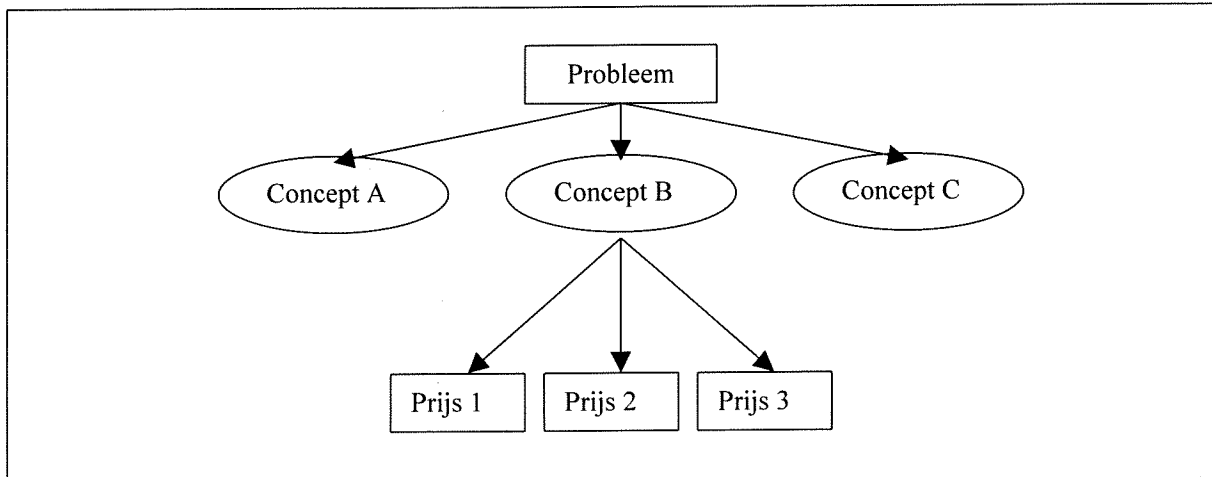 Probleem
Concept A
Concept B
Concept C
Prijs 1
Prijs 2
Prijs 3